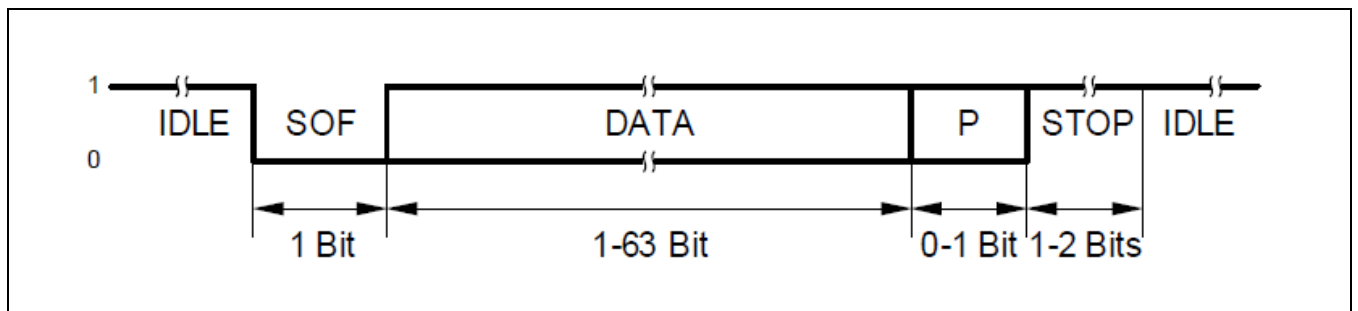 1
IDLE SOF DATA P STOP IDLE
0
1 Bit 1-63 Bit 0-1 Bit 1-2 Bits